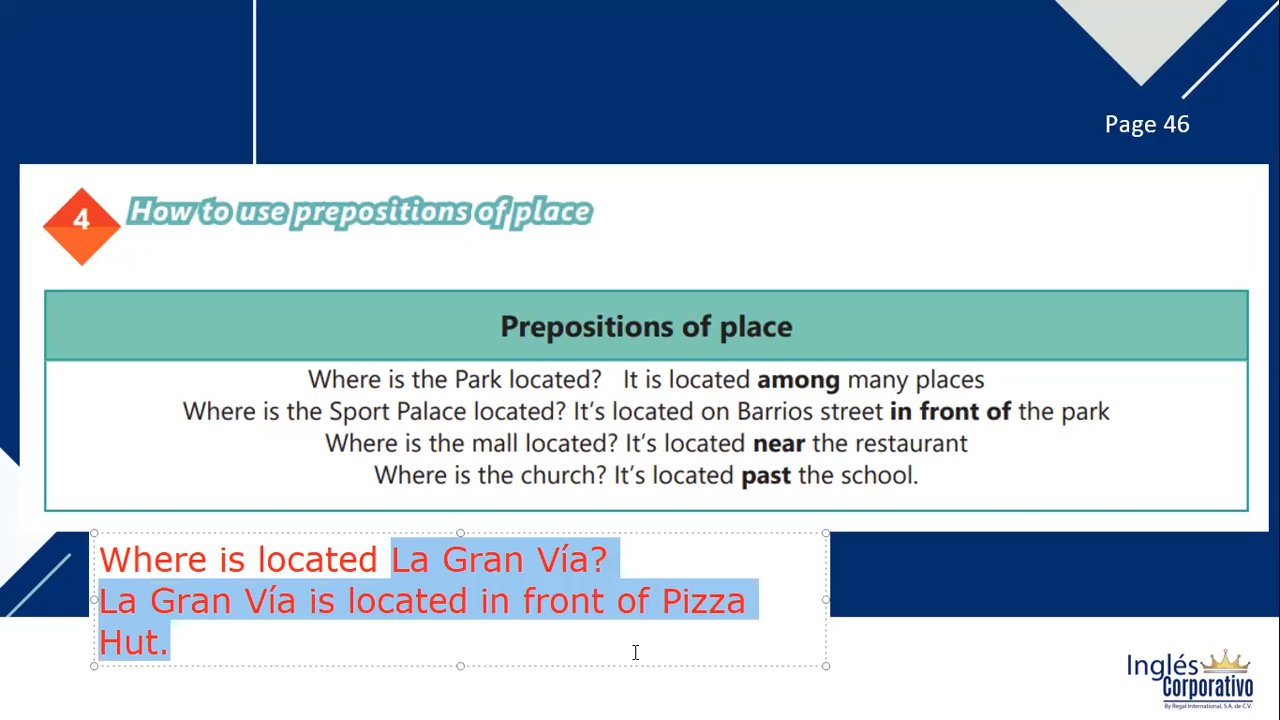 Page 46
4
How to use prepositions of place
Prepositions of place
Where is the Park located? It is located among many places
Where is the Sport Palace located? It's located on Barrios street in front of the park
Where is the mall located? It's located near the restaurant
Where is the church? It's located past the school.
Where is located La Gran Vía?
La Gran Vía is located in front of Pizza
Hut.
Inglés
Corporativo
By Regal International, S.A. de C.V.